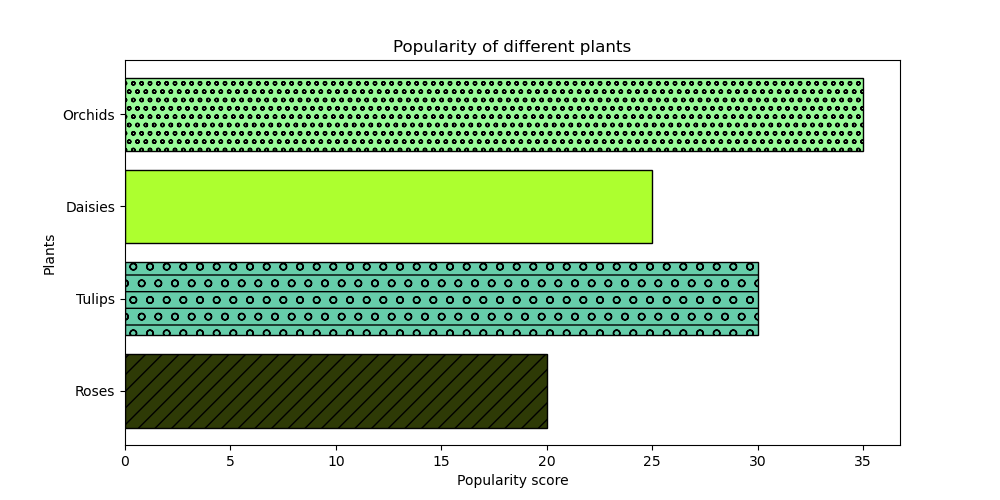 Popularity of different plants
Orchids
Daisies
Tulips
Roses
Plants
0 5 10 15 20 25 30 35
Popularity score